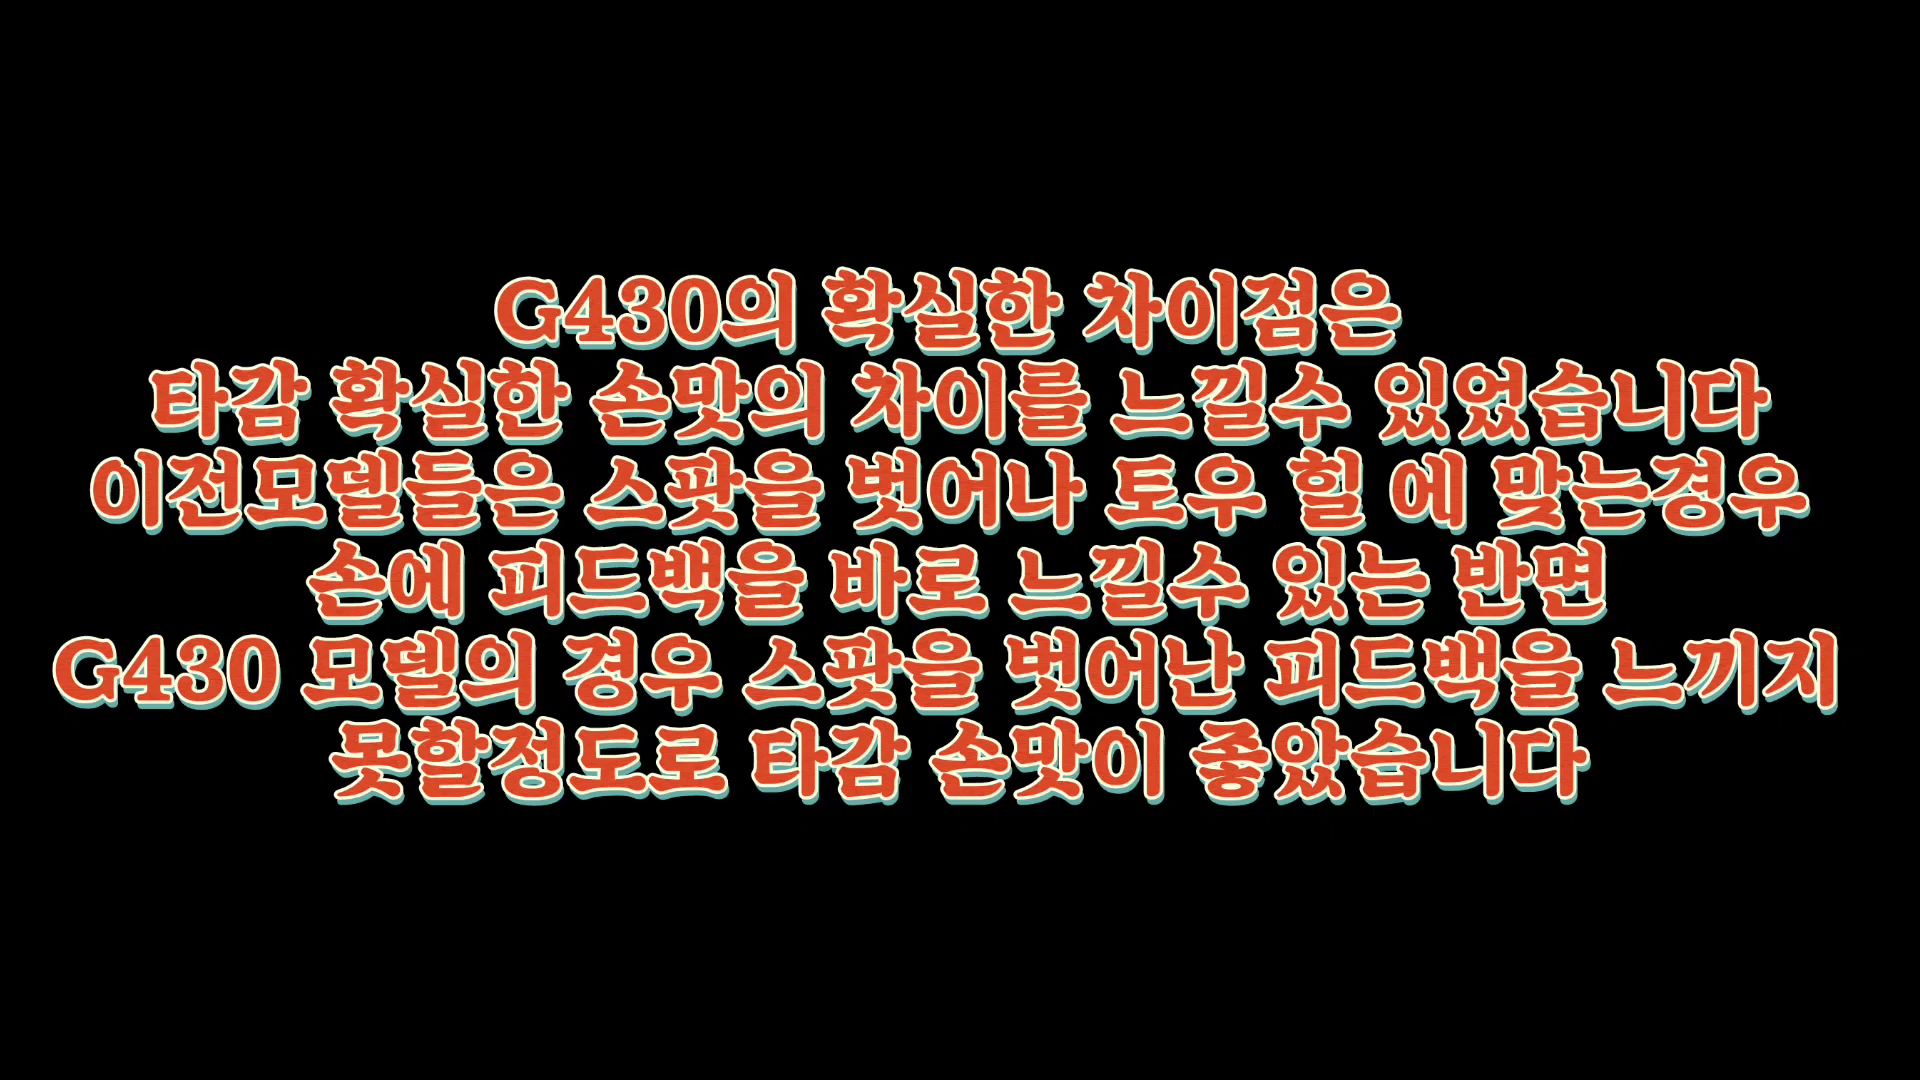 G430의 확실한 차이점은
타감 확실한 손맛의 차이를 느낄수 있었습니다
이전모델들은 스팟을 벗어나 토우 힐 에 맞는경우
손에 피드백을 바로 느낄수 있는 반면
G430 모델의 경우 스팟을 벗어난 피드백을 느끼지
못할정도로 타감 손맛이 좋았습니다